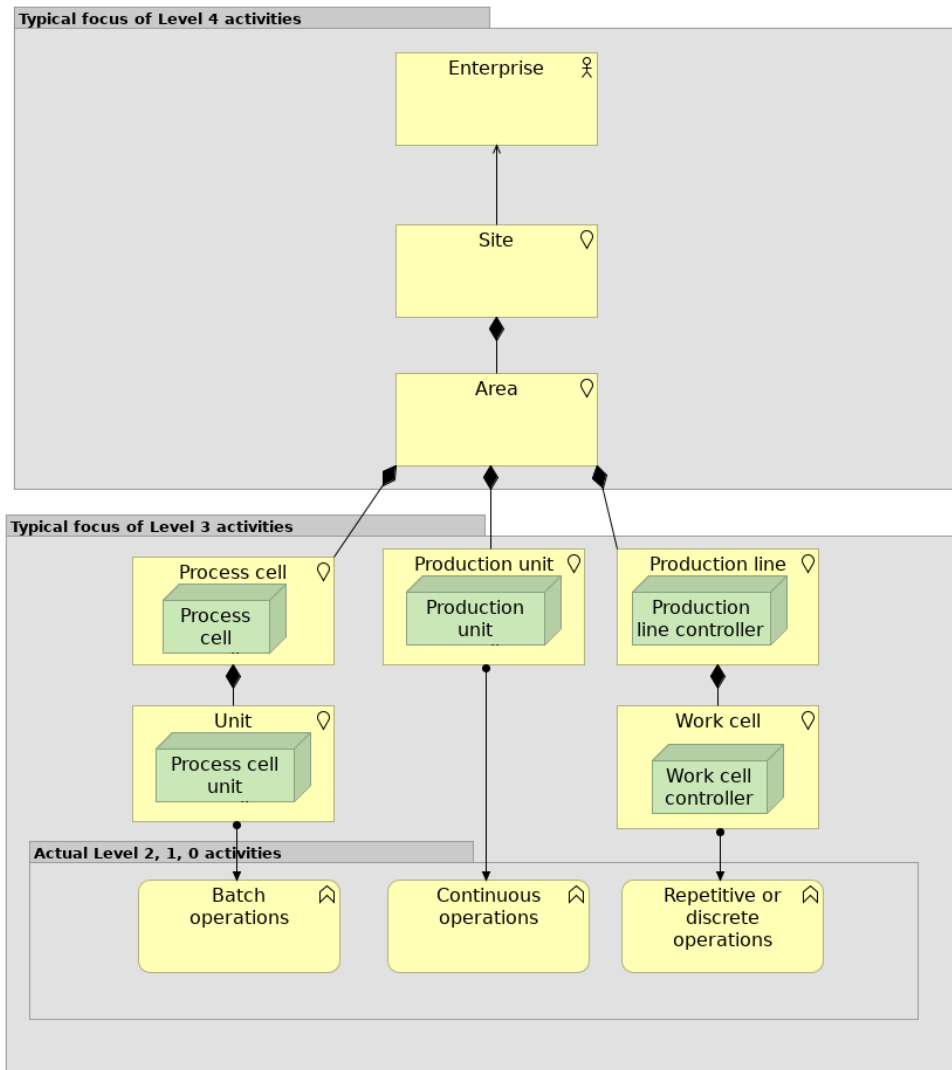 Typical focus of Level 4 activities
Enterprise
Site
Area
Typical focus of Level 3 activities
Process cell
Process
cell
Production unit
Production
unit
Production line
Production
line controller
Unit
Process cell
unit
Work cell
Work cell
controller
Actual Level 2, 1, 0 activities
Batch
operations
Continuous
operations
Repetitive or
discrete
operations